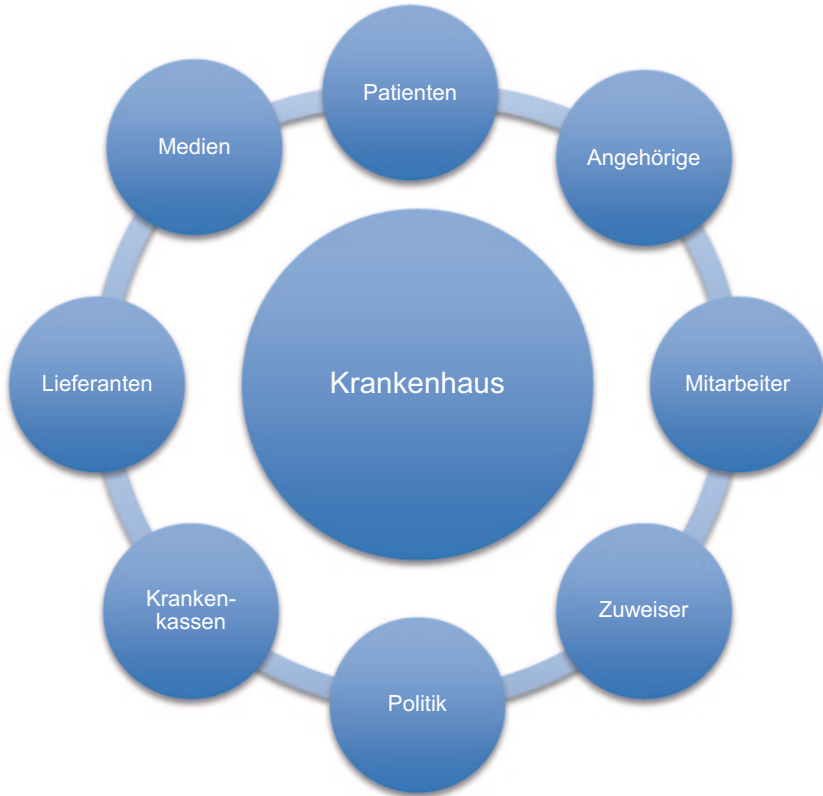 Patienten
Angehörige
Mitarbeiter
Zuweiser
Politik
Kranken-
kassen
Lieferanten
Medien
Krankenhaus